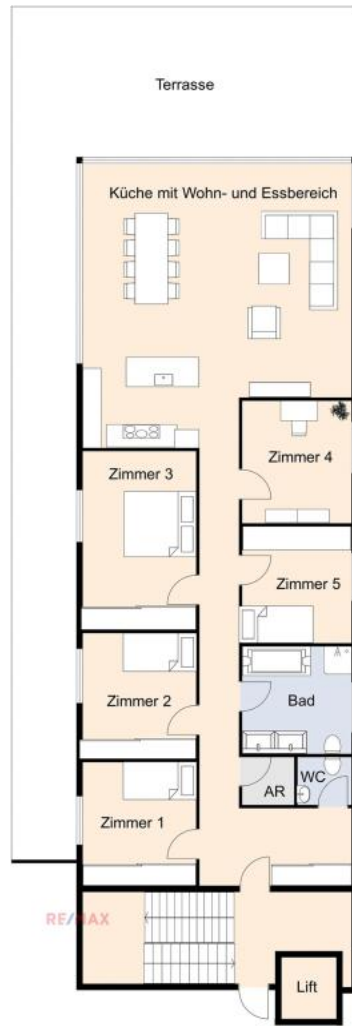 Terrasse
Küche mit Wohn- und Essbereich
Zimmer 4
Zimmer 3
Zimmer 5
Zimmer 2
Bad
WC
AR
Zimmer 1
RE/MAX
Lift